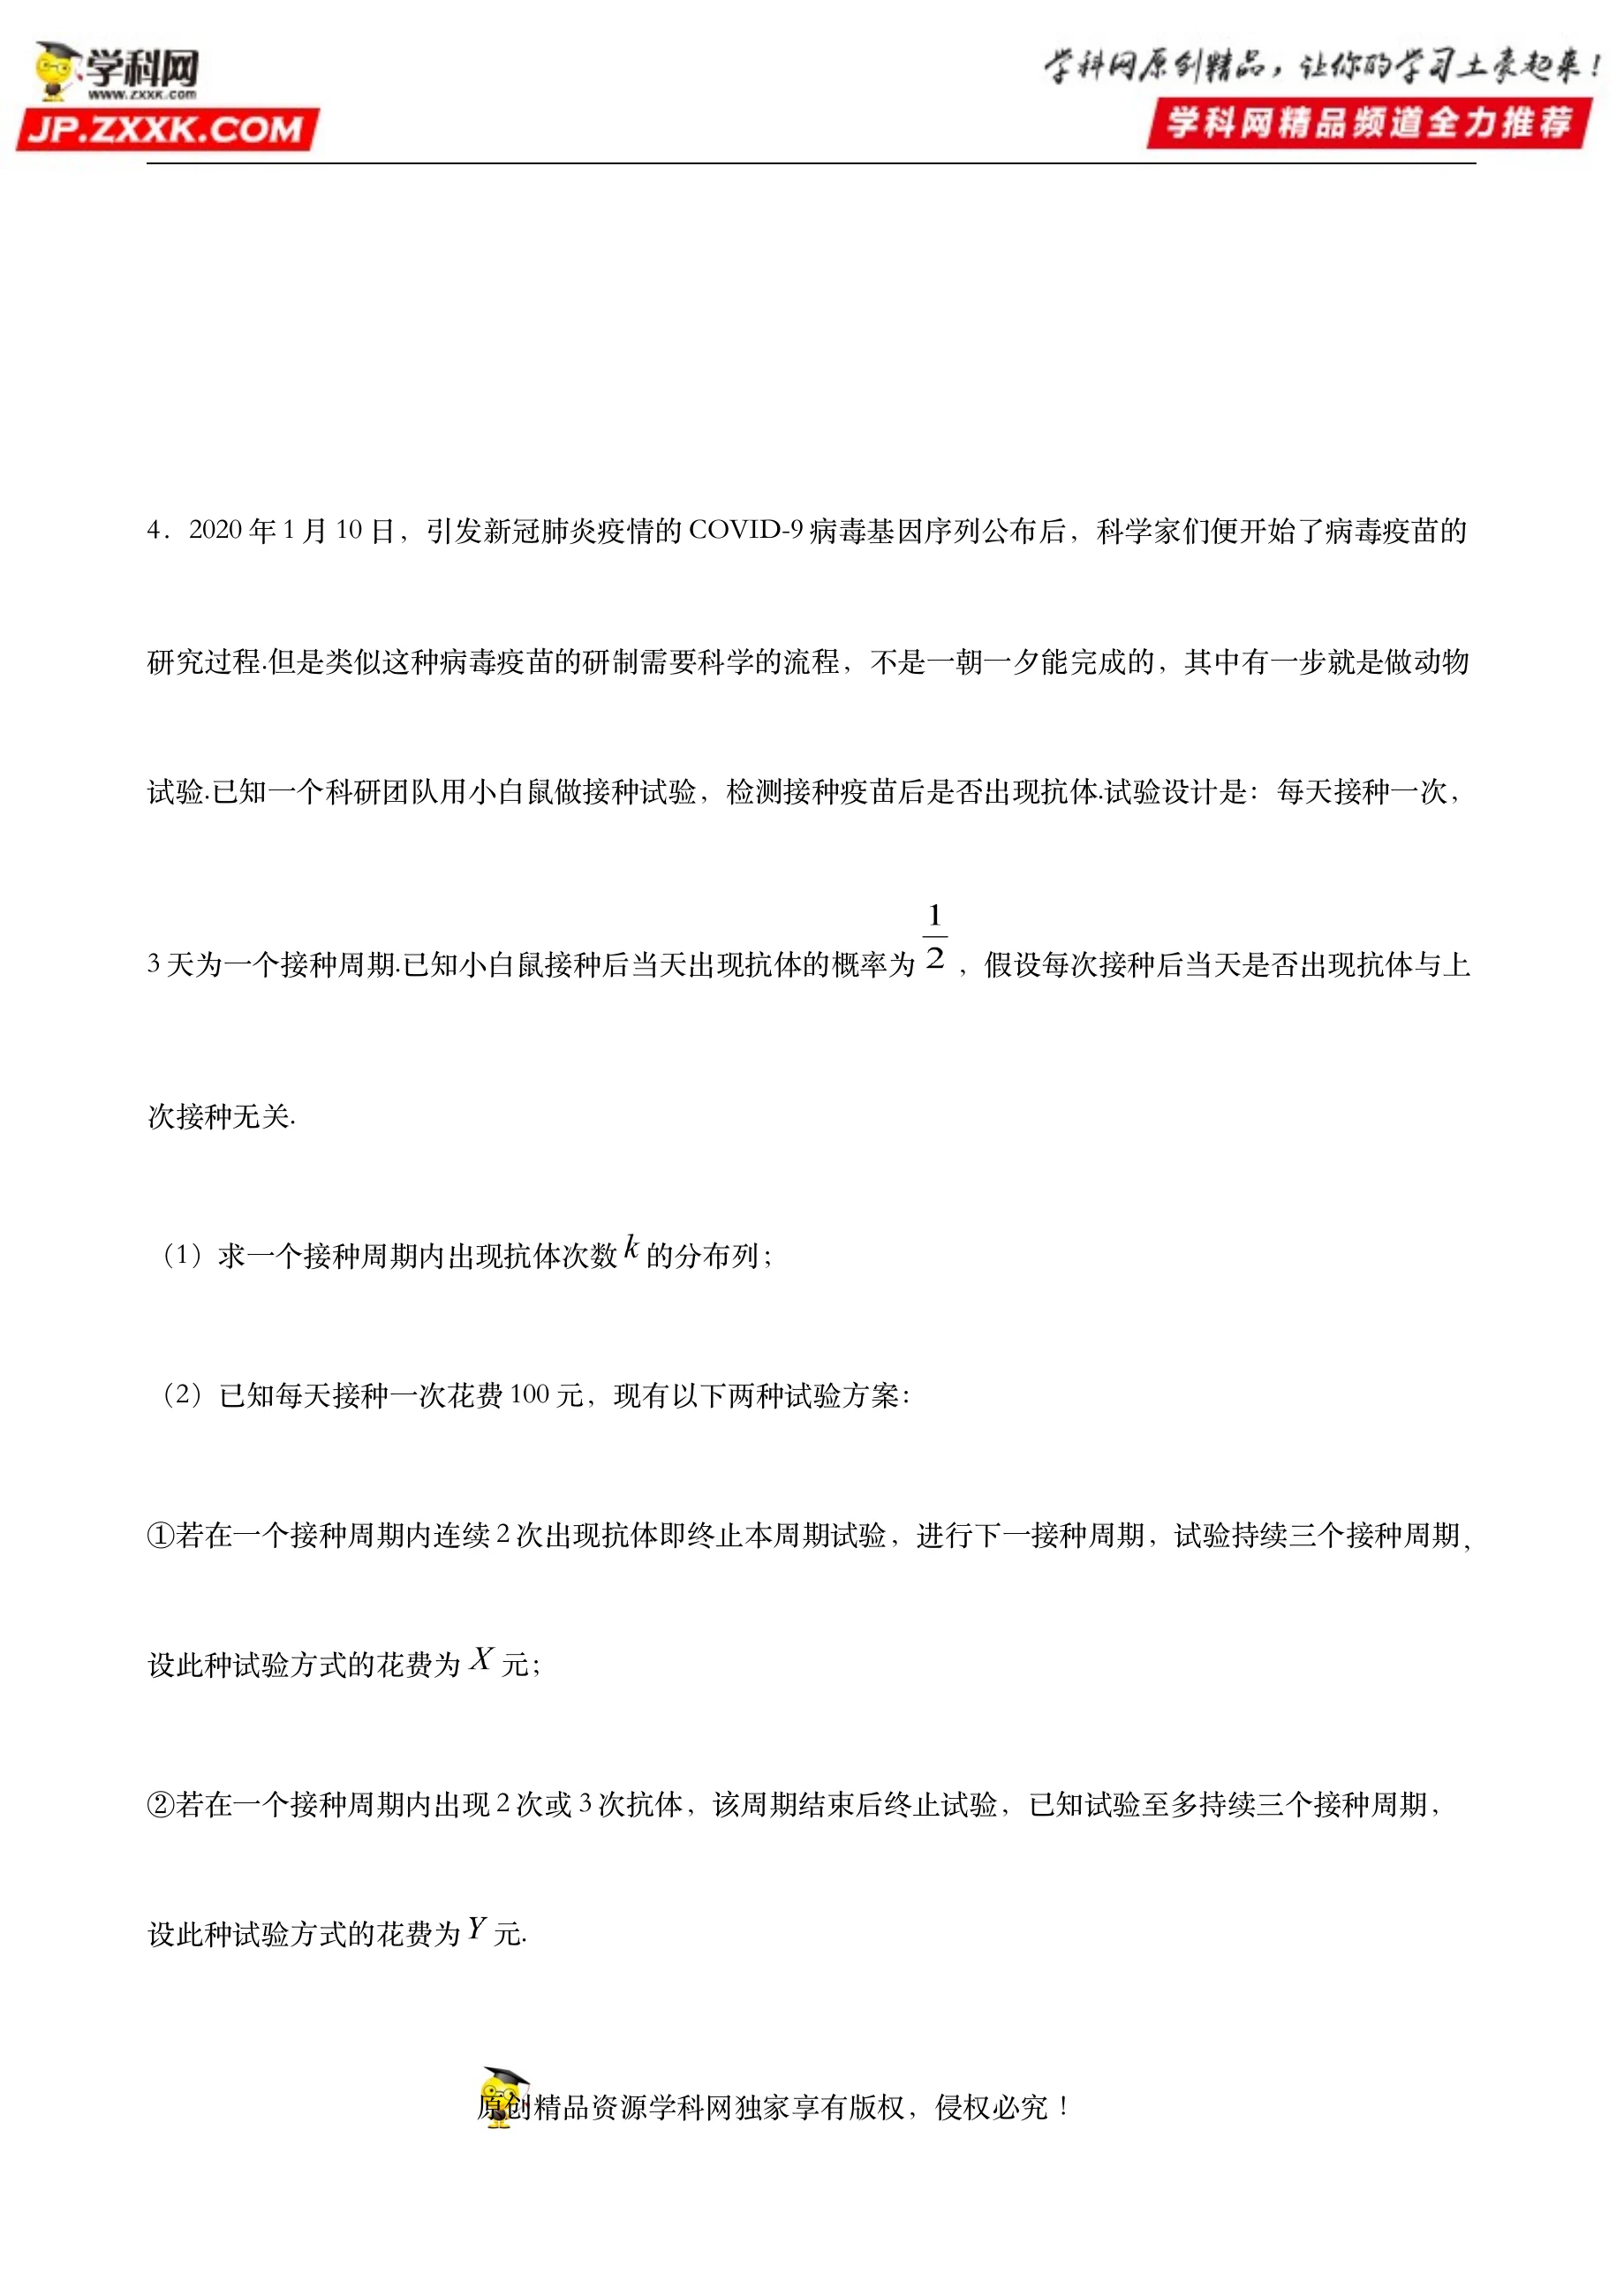 学科网
www.zxxk.com
JP.ZXXK.COM
学科网原创精品，让你的学习土豪起来！
学科网精品频道全力推荐
4．2020 年 1 月 10 日，引发新冠肺炎疫情的 COVID-9 病毒基因序列公布后，科学家们便开始了病毒疫苗的
研究过程.但是类似这种病毒疫苗的研制需要科学的流程，不是一朝一夕能完成的，其中有一步就是做动物
试验.已知一个科研团队用小白鼠做接种试验，检测接种疫苗后是否出现抗体.试验设计是：每天接种一次，
3 天为一个接种周期.已知小白鼠接种后当天出现抗体的概率为 1/2 ，假设每次接种后当天是否出现抗体与上
次接种无关.
（1）求一个接种周期内出现抗体次数 k 的分布列；
（2）已知每天接种一次花费 100 元，现有以下两种试验方案：
①若在一个接种周期内连续 2 次出现抗体即终止本周期试验，进行下一接种周期，试验持续三个接种周期，
设此种试验方式的花费为 X 元；
②若在一个接种周期内出现 2 次或 3 次抗体，该周期结束后终止试验，已知试验至多持续三个接种周期，
设此种试验方式的花费为 Y 元.
原创精品资源学科网独家享有版权，侵权必究！